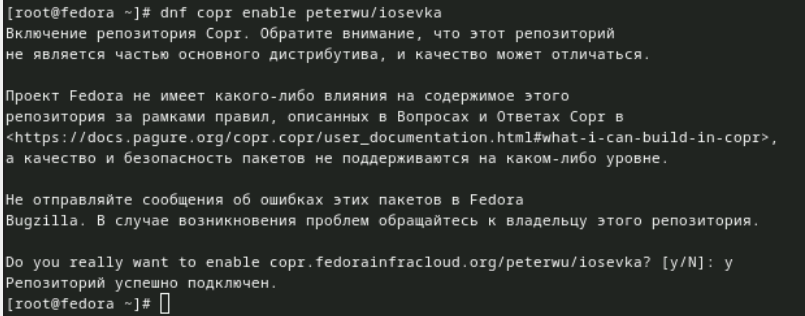 [root@fedora ~]# dnf copr enable peterwu/iosevka
Включение репозитория Copr. Обратите внимание, что этот репозиторий
не является частью основного дистрибутива, и качество может отличаться.
Проект Fedora не имеет какого-либо влияния на содержимое этого
репозитория за рамками правил, описанных в Вопросах и Ответах Copr в
<https://docs.pagure.org/copr.copr/user_documentation.html#what-i-can-build-in-copr>,
а качество и безопасность пакетов не поддерживаются на каком-либо уровне.
Не отправляйте сообщения об ошибках этих пакетов в Fedora
Bugzilla. В случае возникновения проблем обращайтесь к владельцу этого репозитория.
Do you really want to enable copr.fedorainfracloud.org/peterwu/iosevka? [y/N]: y
Репозиторий успешно подключен.
[root@fedora ~]#